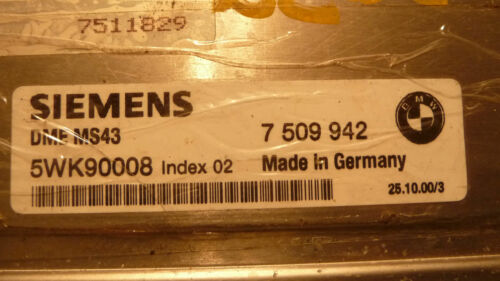 7511829
SIEMENS
DME MS43
7 509 942
BMW
5WK90008 Index 02
Made in Germany
25.10.00/3